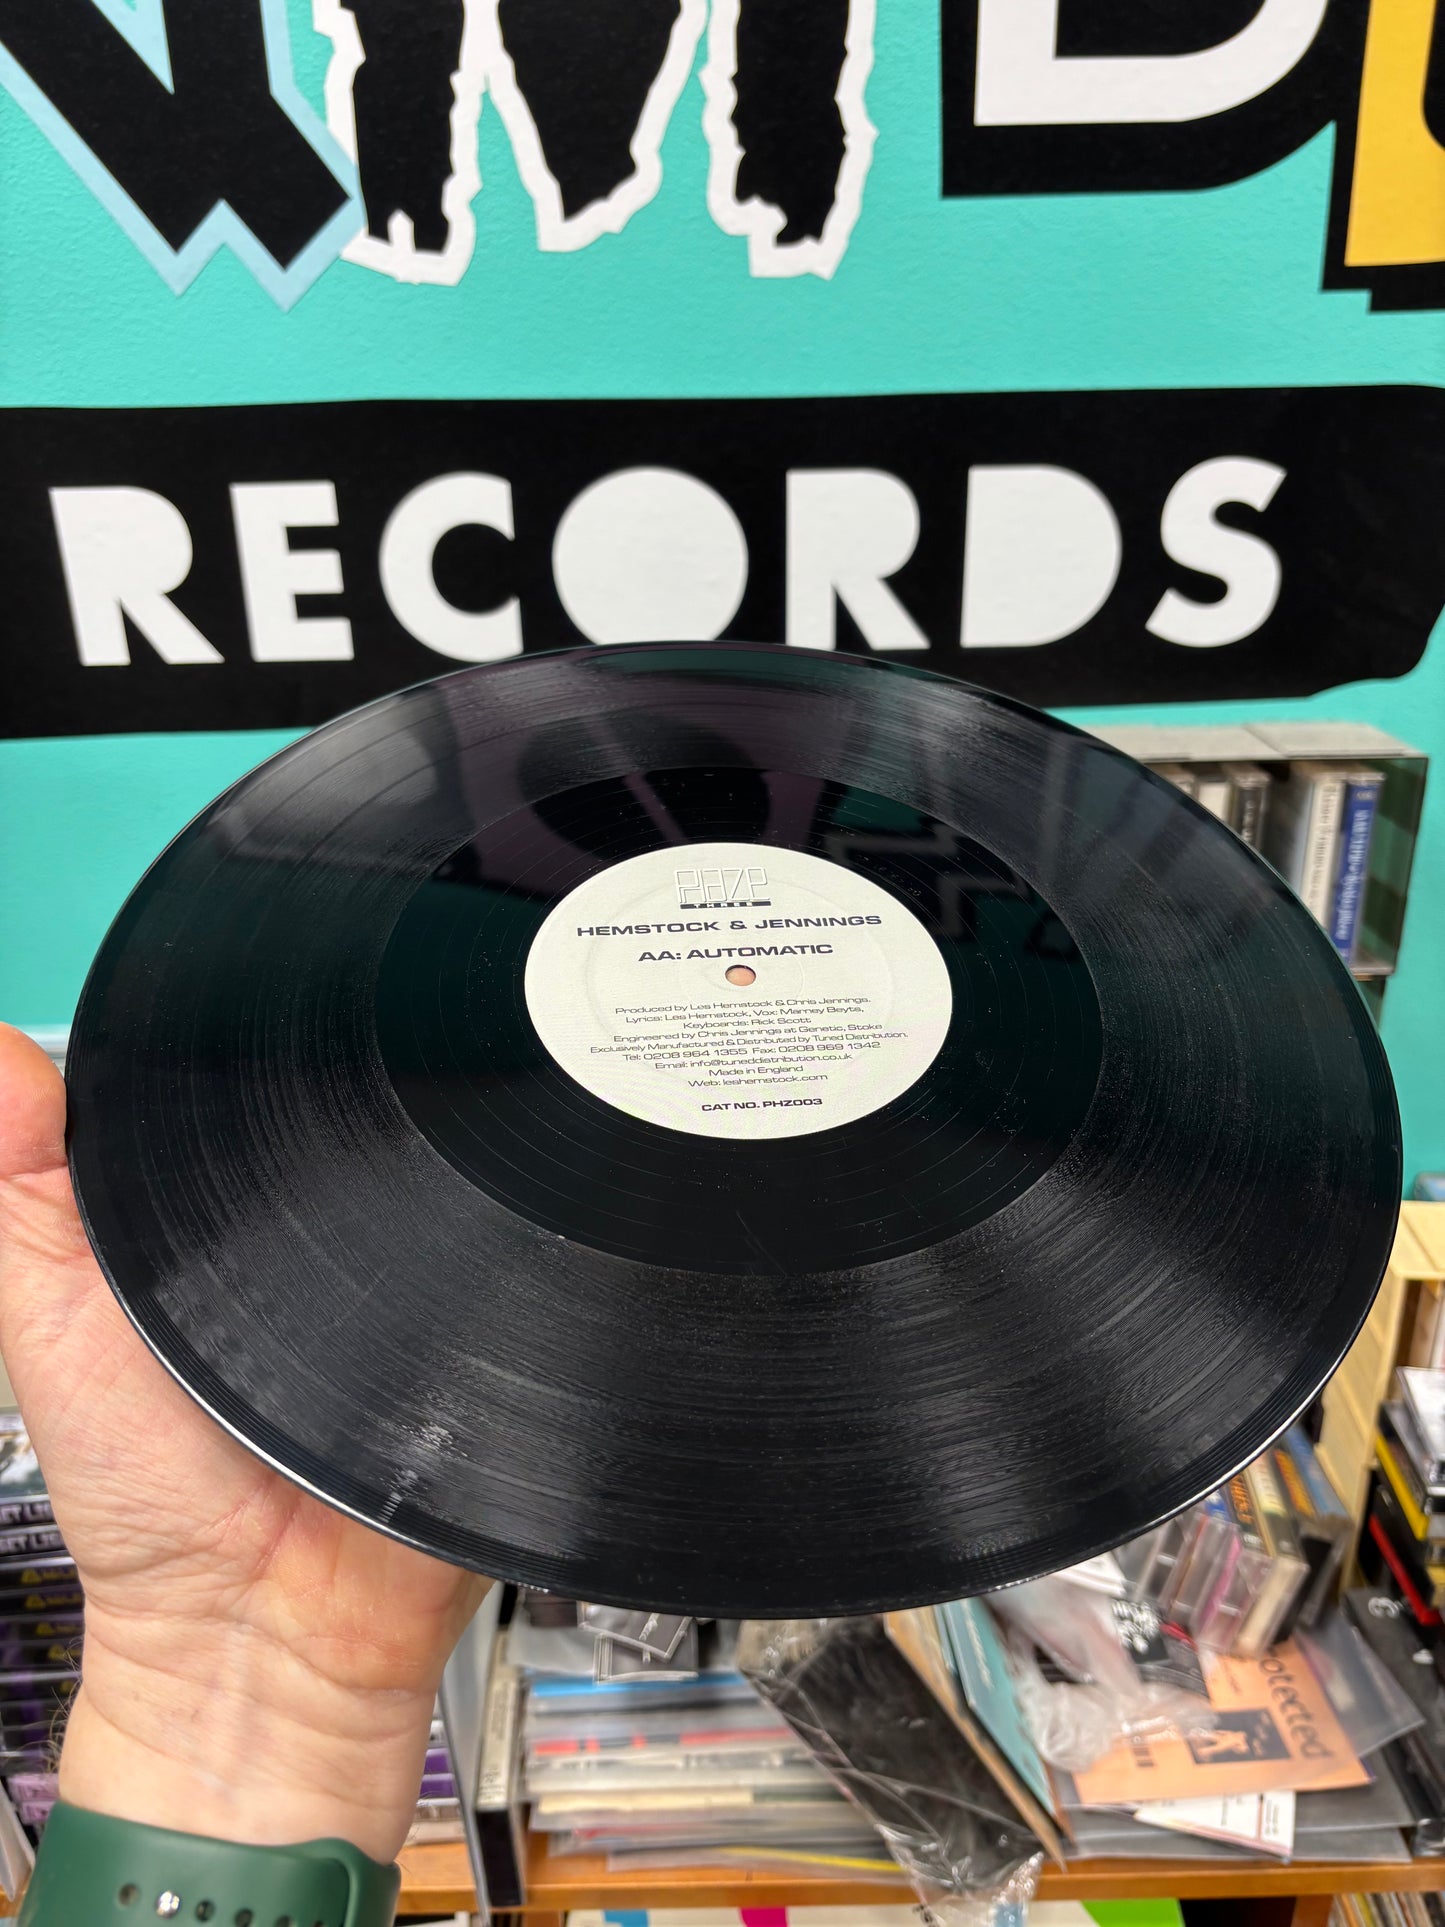 RECORDS
PHAZE
THREE
HEMSTOCK & JENNINGS
AA: AUTOMATIC
Produced by Les Hemstock & Chris Jennings.
Lyrics: Les Hemstock, Vox: Marney Beyts,
Keyboards: Rick Scott
Engineered by Chris Jennings at Genetic, Stoke
Exclusively Manufactured & Distributed by Tuned Distribution.
Tel: 0208 964 1355 Fax: 0208 969 1342
Email: info@tuneddistribution.co.uk
Made in England
Web: leshemstock.com
CAT NO. PHZ003